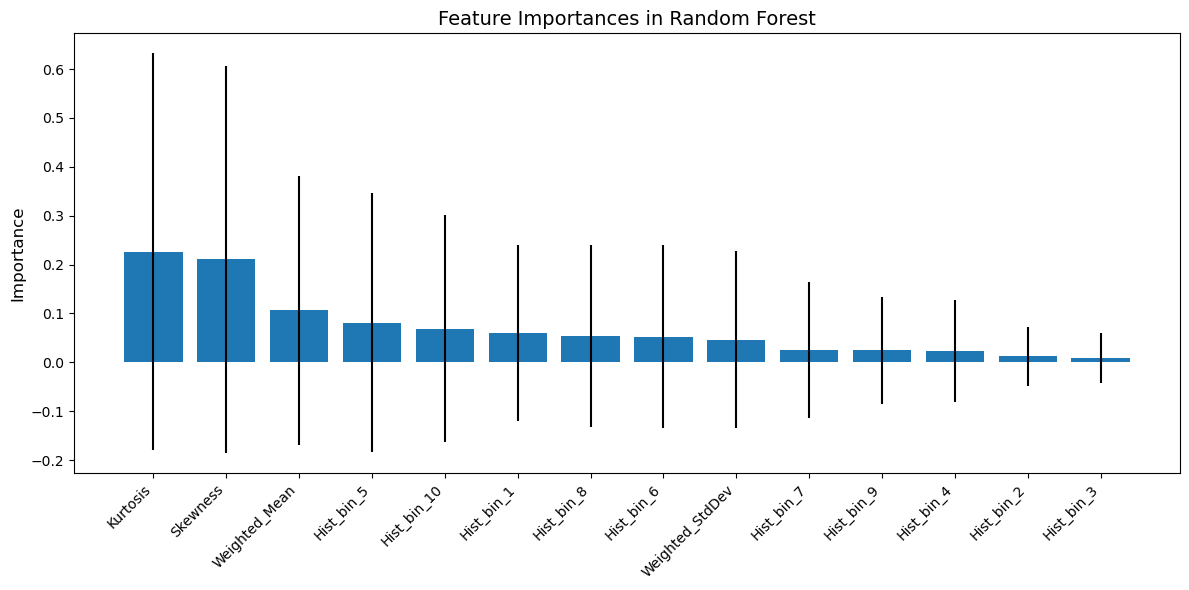 Feature Importances in Random Forest
Importance
0.6
0.5
0.4
0.3
0.2
0.1
0.0
−0.1
−0.2
Kurtosis
Skewness
Weighted_Mean
Hist_bin_5
Hist_bin_10
Hist_bin_1
Hist_bin_8
Hist_bin_6
Weighted_StdDev
Hist_bin_7
Hist_bin_9
Hist_bin_4
Hist_bin_2
Hist_bin_3